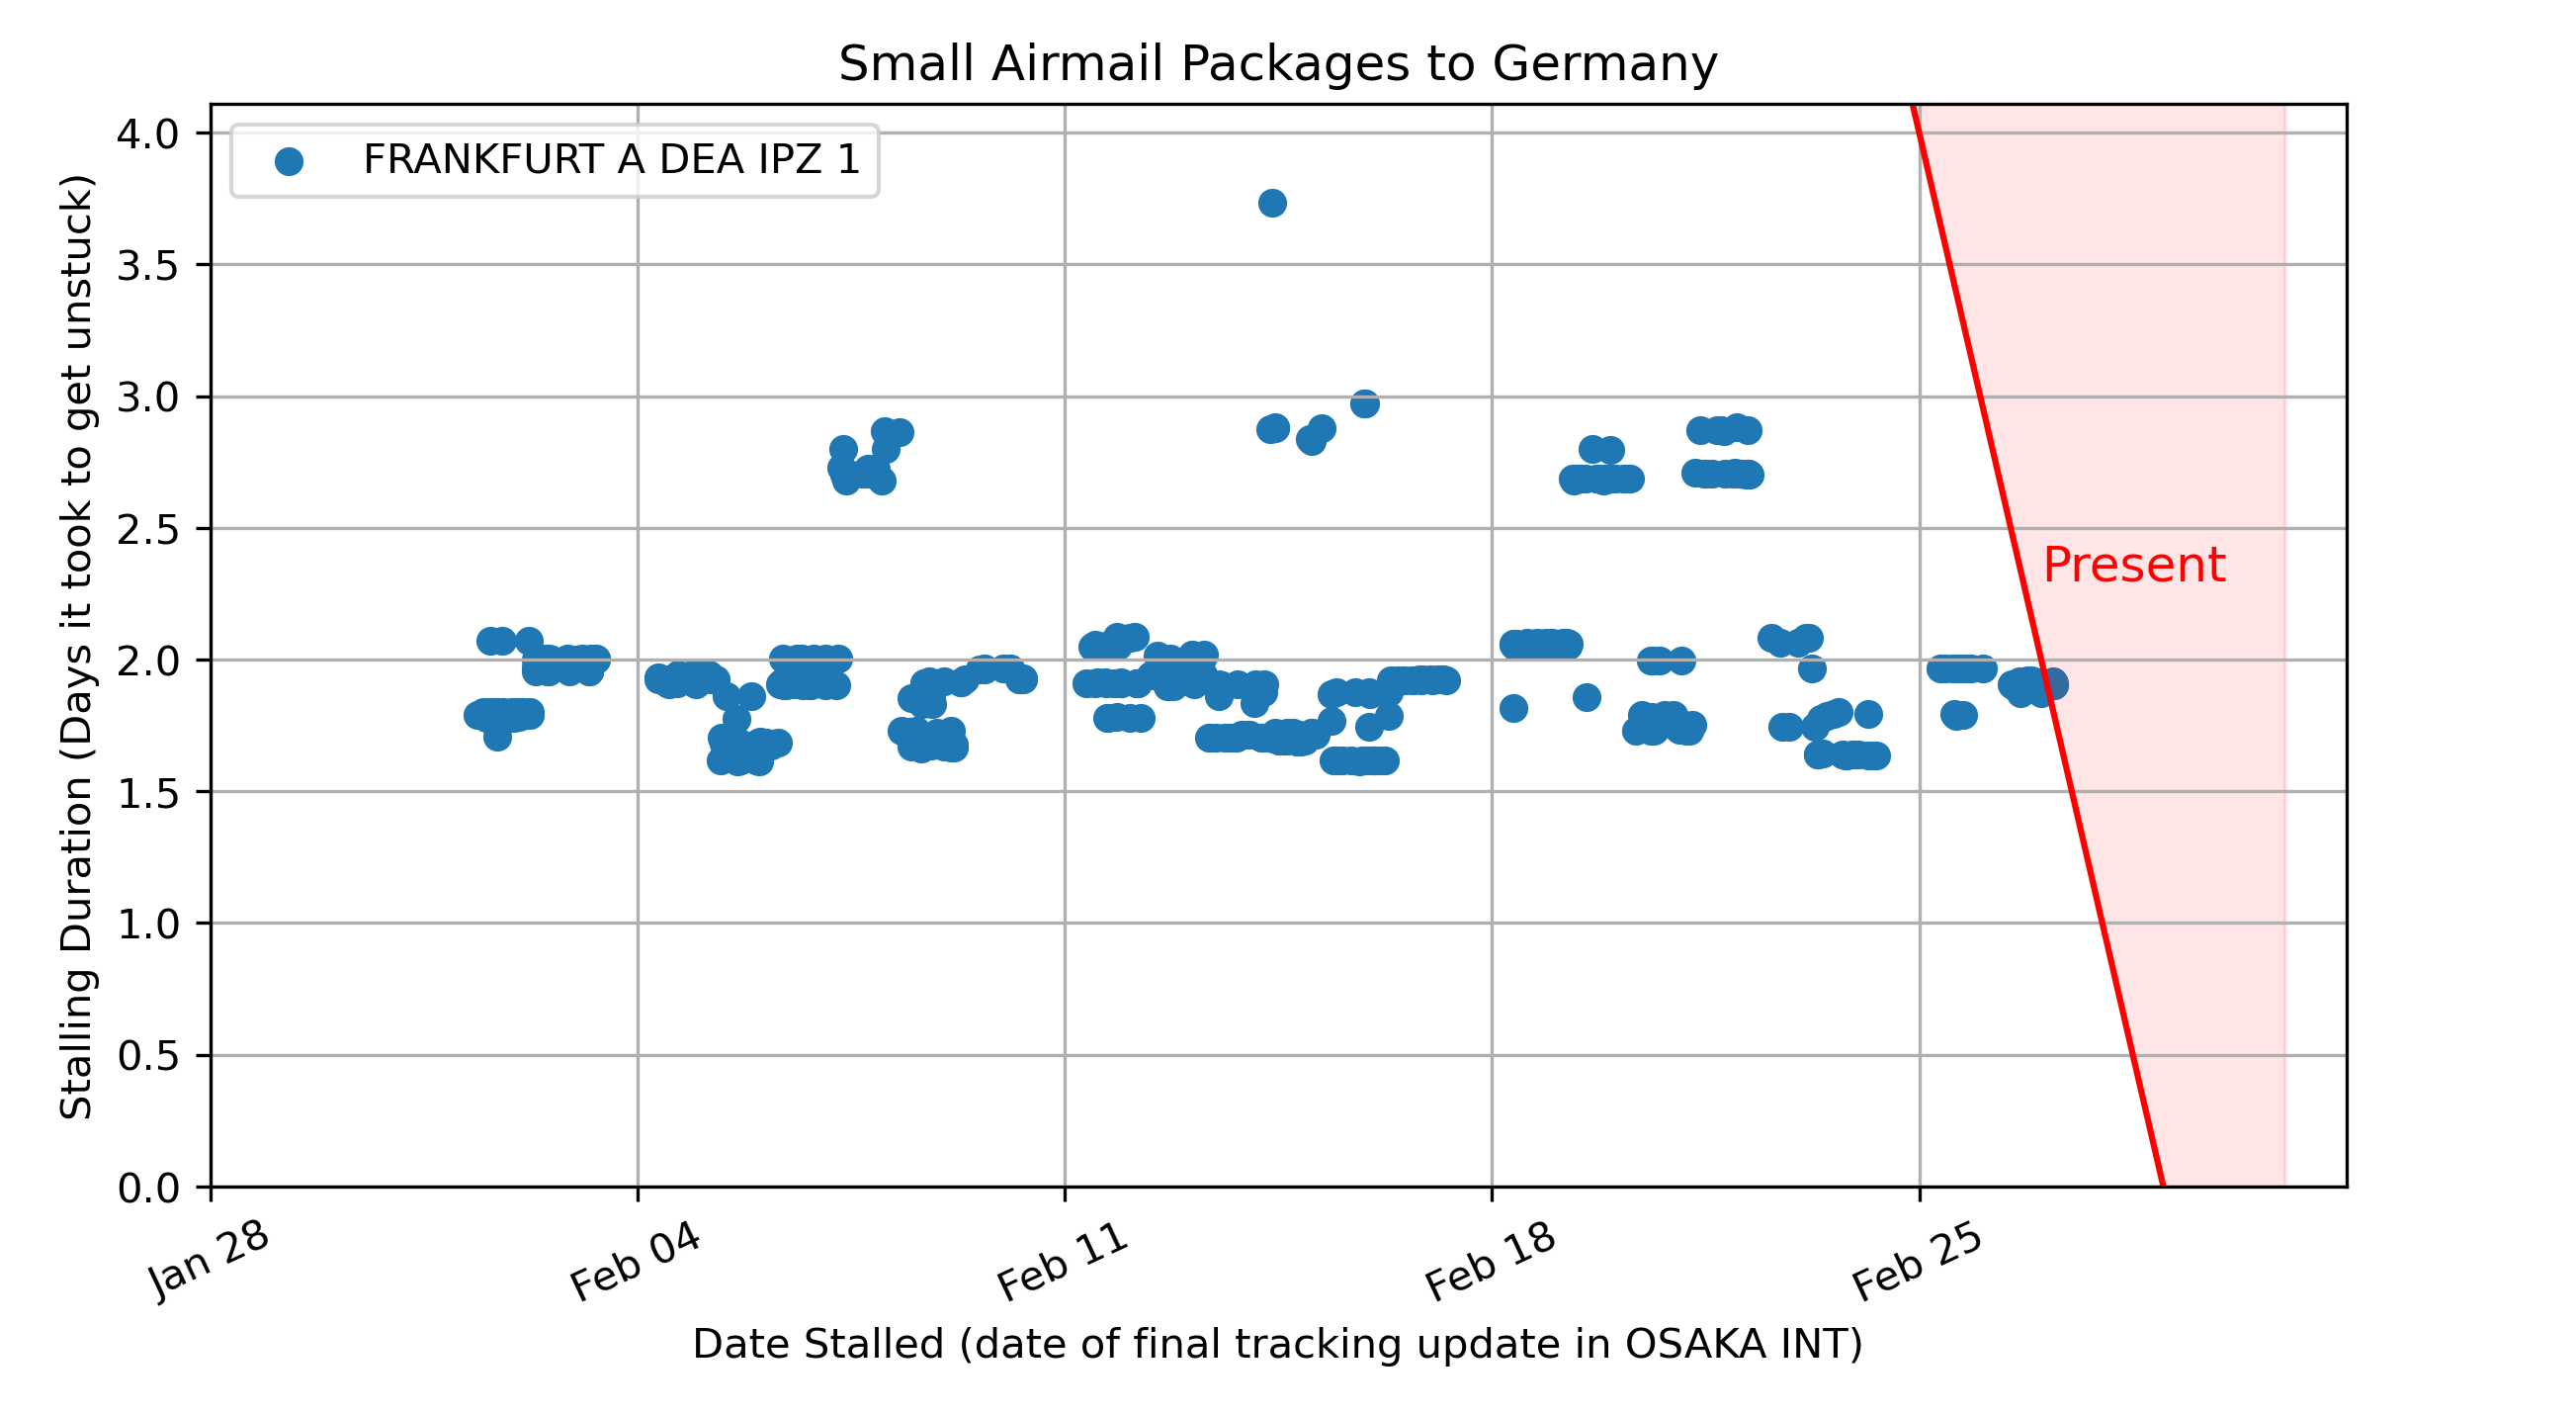 Small Airmail Packages to Germany
FRANKFURT A DEA IPZ 1
Stalling Duration (Days it took to get unstuck)
4.0
3.5
3.0
2.5
2.0
1.5
1.0
0.5
0.0
Present
Jan 28
Feb 04
Feb 11
Feb 18
Feb 25
Date Stalled (date of final tracking update in OSAKA INT)